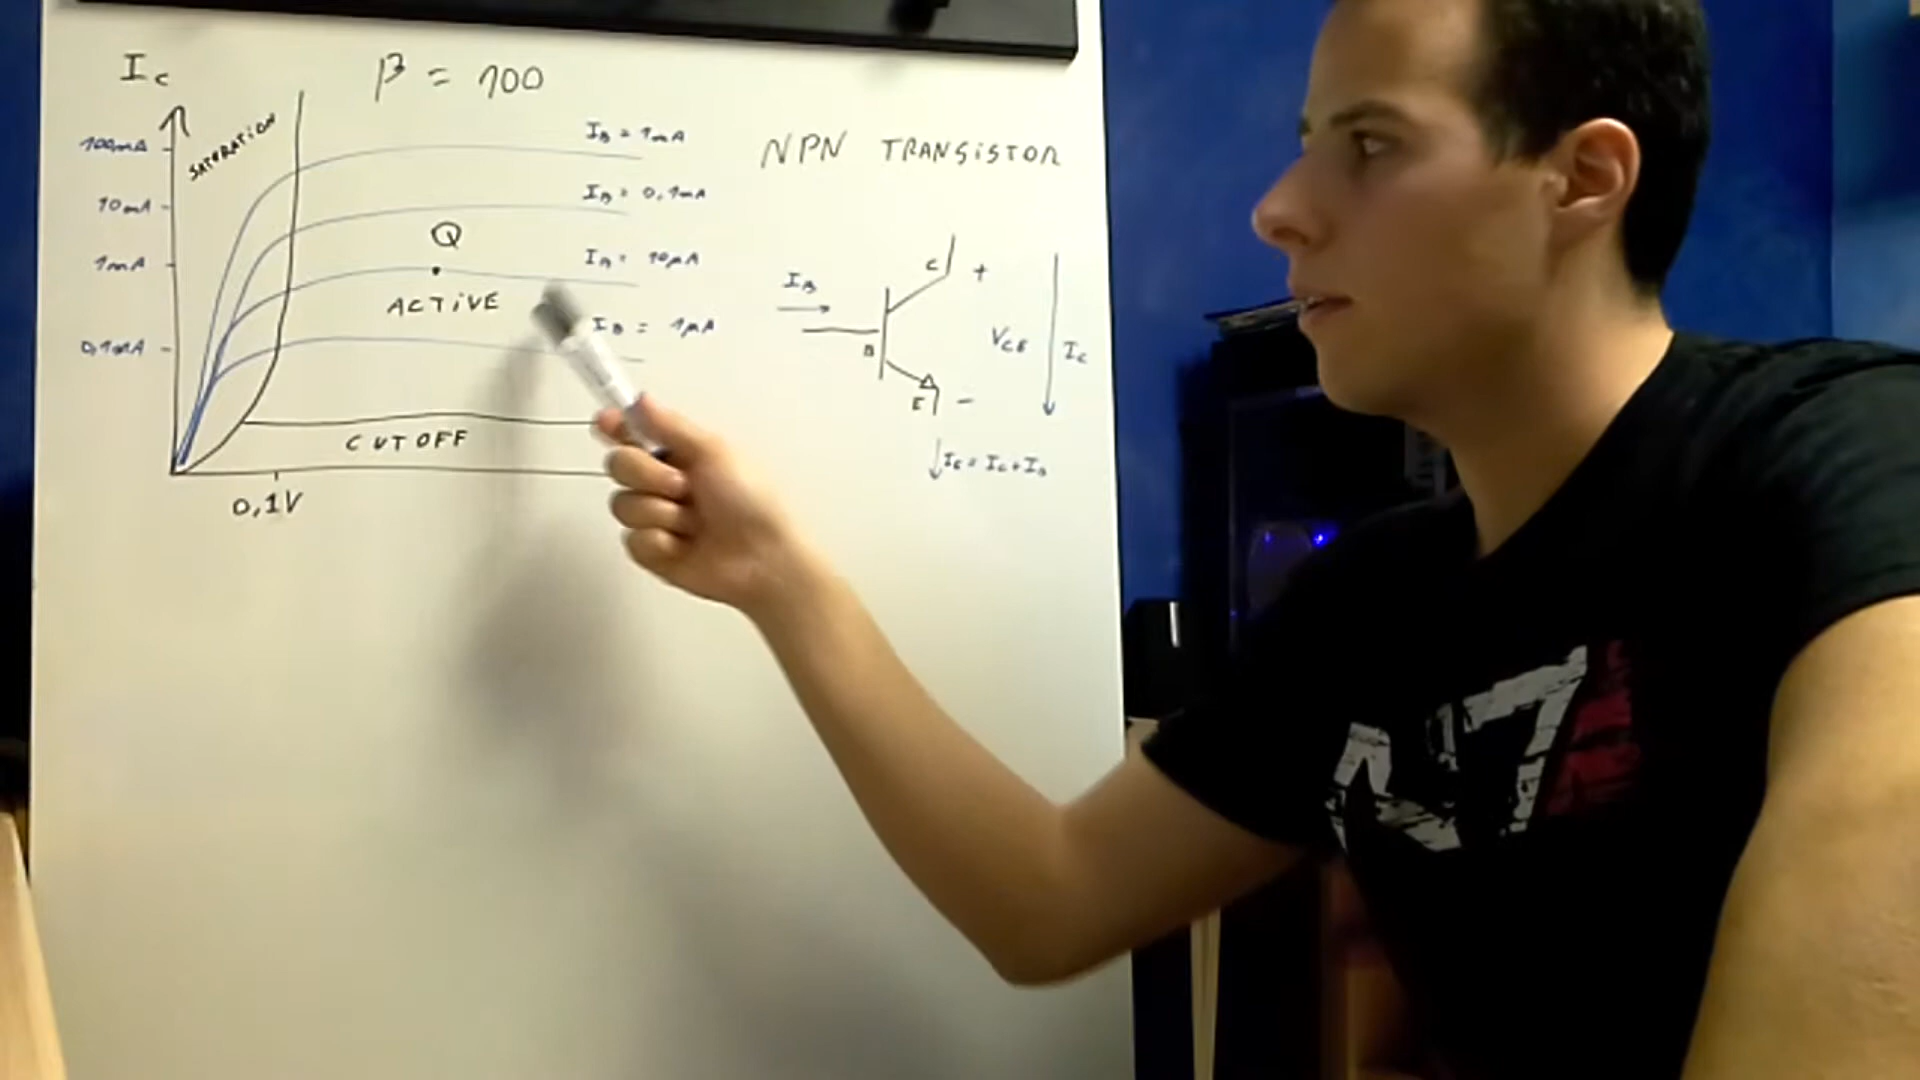 Ic
β = 100
SATURATION
100mA
IB = 1mA
10mA
IB = 0,1mA
Q
1mA
IB = 10μA
ACTIVE
0,1mA
IB = 1μA
CUTOFF
0,1V
NPN TRANSISTOR
C
+
IB
VCE
Ic
B
E
-
IE = IC + IB
N7